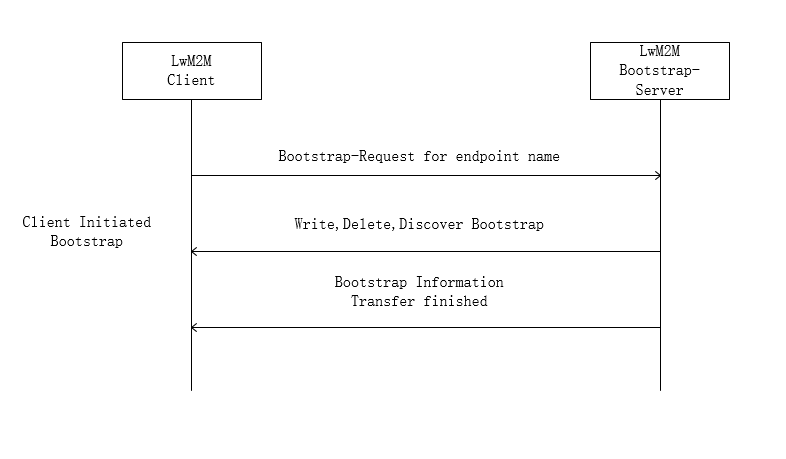 LwM2M
Client
LwM2M
Bootstrap-
Server
Bootstrap-Request for endpoint name
Client Initiated
Bootstrap
Write,Delete,Discover Bootstrap
Bootstrap Information
Transfer finished